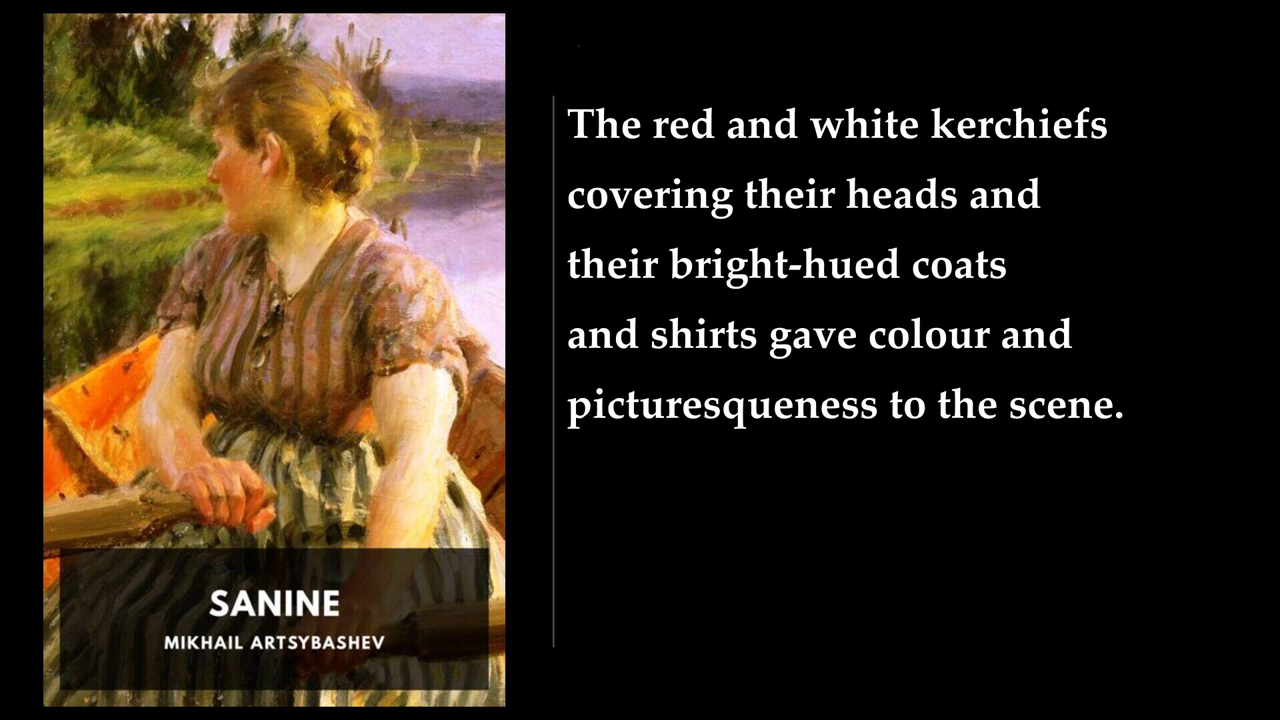 SANINE
MIKHAIL ARTSYBASHEV
The red and white kerchiefs
covering their heads and
their bright-hued coats
and shirts gave colour and
picturesqueness to the scene.